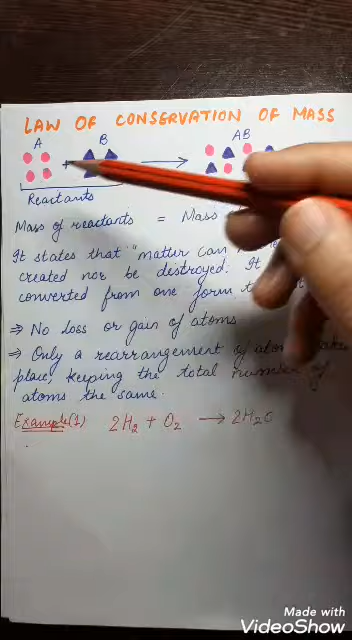 LAW OF CONSERVATION OF MASS
A B AB
+
Reactants
Mass of reactants = Mass
It states that "matter can
created nor be destroyed. It
converted from one form
⇒ No loss or gain of atoms
⇒ Only a rearrangement of
place, keeping the total number of
atoms the same.
Example(1) 2H₂ + O₂ → 2H₂O
Made with
VideoShow